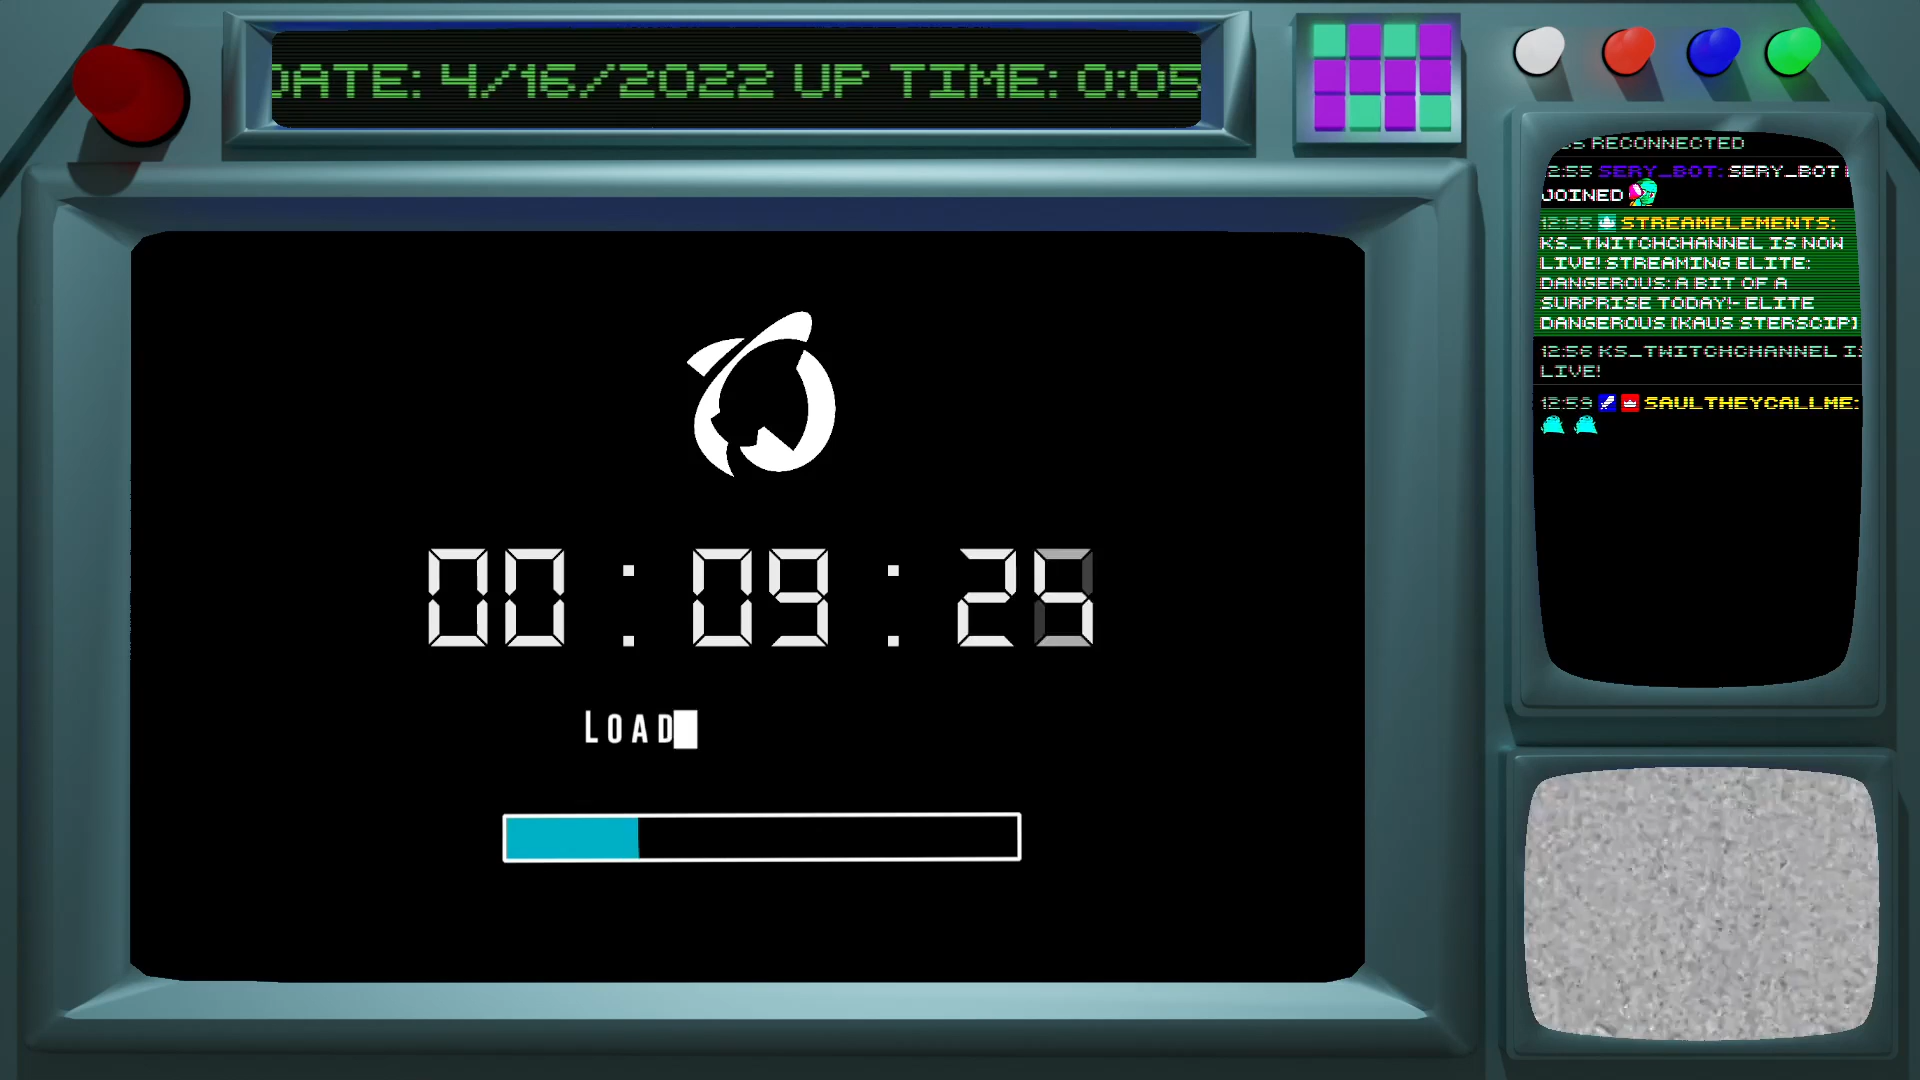 DATE: 4/16/2022 UP TIME: 0:05
RECONNECTED
2:55 SERY_BOT: SERY_BOT
JOINED
12:55 STREAMELEMENTS:
KS_TWITCHCHANNEL IS NOW
LIVE! STREAMING ELITE:
DANGEROUS: A BIT OF A
SURPRISE TODAY!- ELITE
DANGEROUS [KAUS STERSCIP]
12:56 KS_TWITCHCHANNEL IS
LIVE!
12:59 SAULTHEYCALLME:
00 : 09 : 25
LOAD